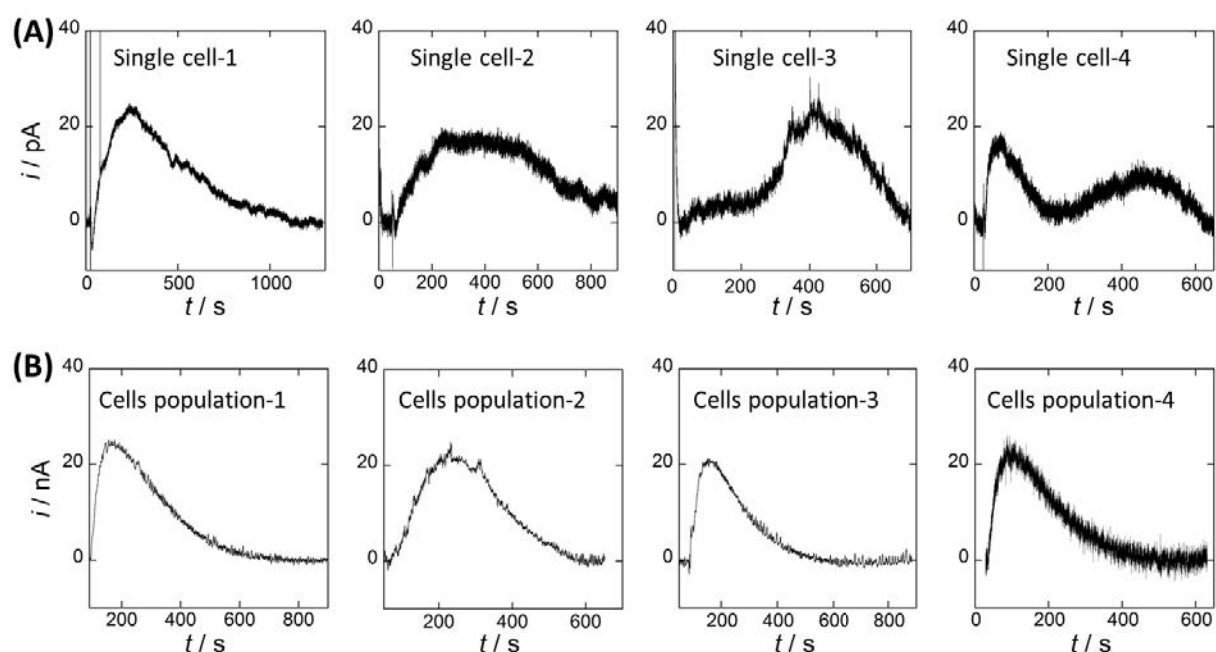 (A)
40
20
0
i / pA
Single cell-1
0 500 1000
t / s
40
20
0
Single cell-2
0 200 400 600 800
t / s
40
20
0
Single cell-3
0 200 400 600
t / s
40
20
0
Single cell-4
0 200 400 600
t / s
(B)
40
20
0
i / nA
Cells population-1
200 400 600 800
t / s
40
20
0
Cells population-2
200 400 600
t / s
40
20
0
Cells population-3
200 400 600 800
t / s
40
20
0
Cells population-4
0 200 400 600
t / s